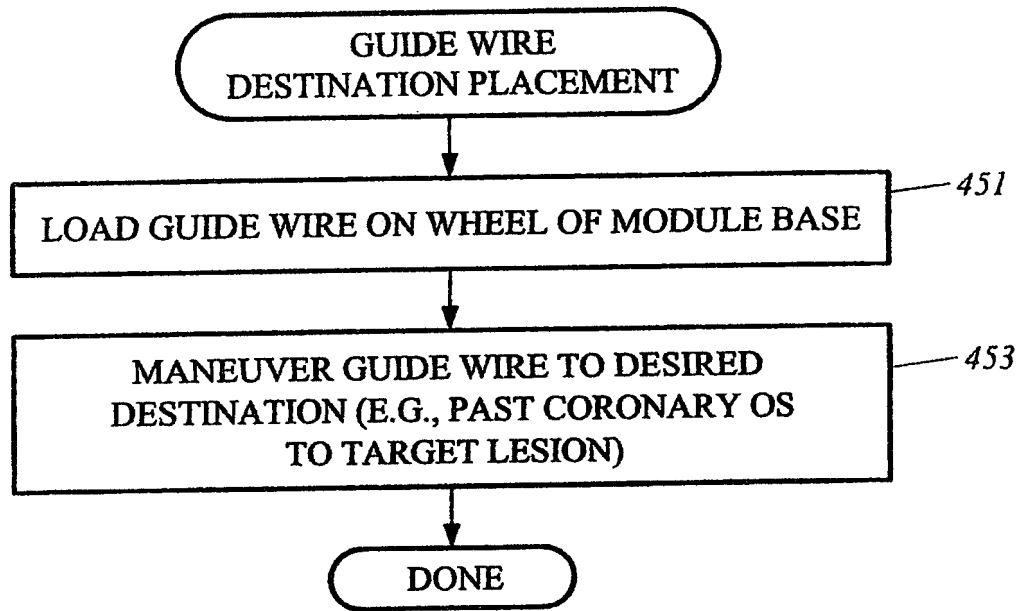 GUIDE WIRE
DESTINATION PLACEMENT
LOAD GUIDE WIRE ON WHEEL OF MODULE BASE
451
MANEUVER GUIDE WIRE TO DESIRED
DESTINATION (E.G., PAST CORONARY OS
TO TARGET LESION)
453
DONE